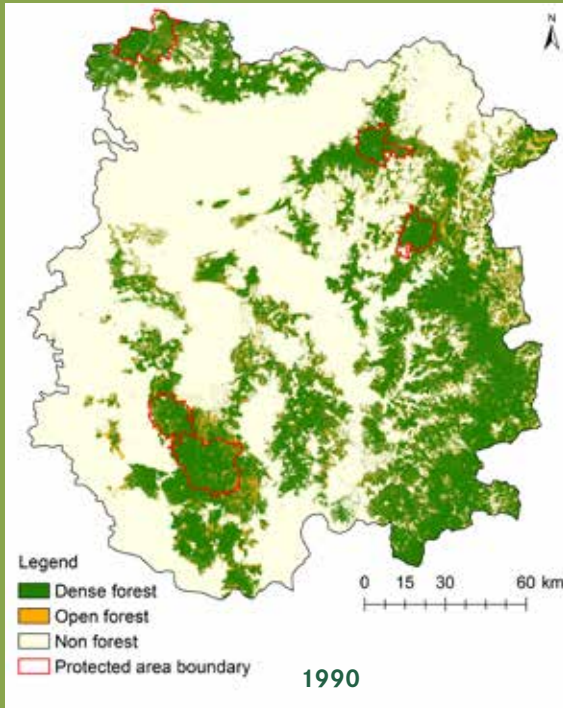 N
Legend
Dense forest
Open forest
Non forest
Protected area boundary
0 15 30 60 km
1990